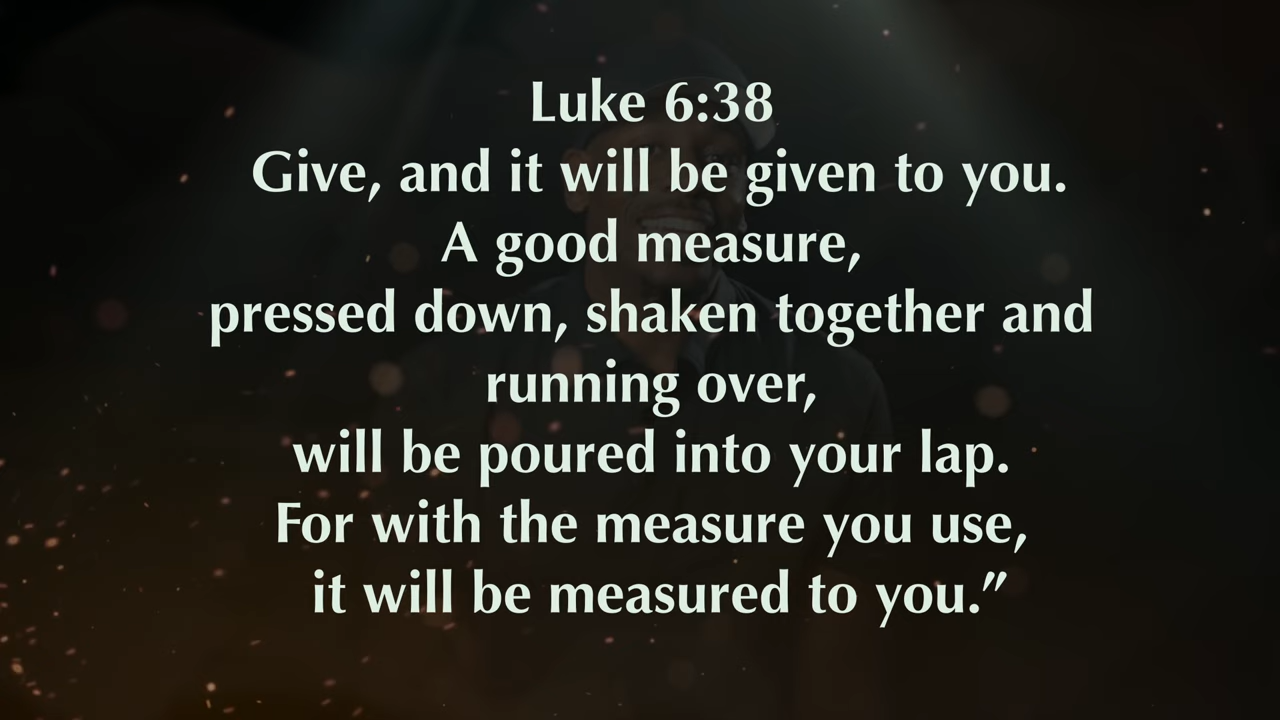 Luke 6:38
Give, and it will be given to you.
A good measure,
pressed down, shaken together and
running over,
will be poured into your lap.
For with the measure you use,
it will be measured to you.”